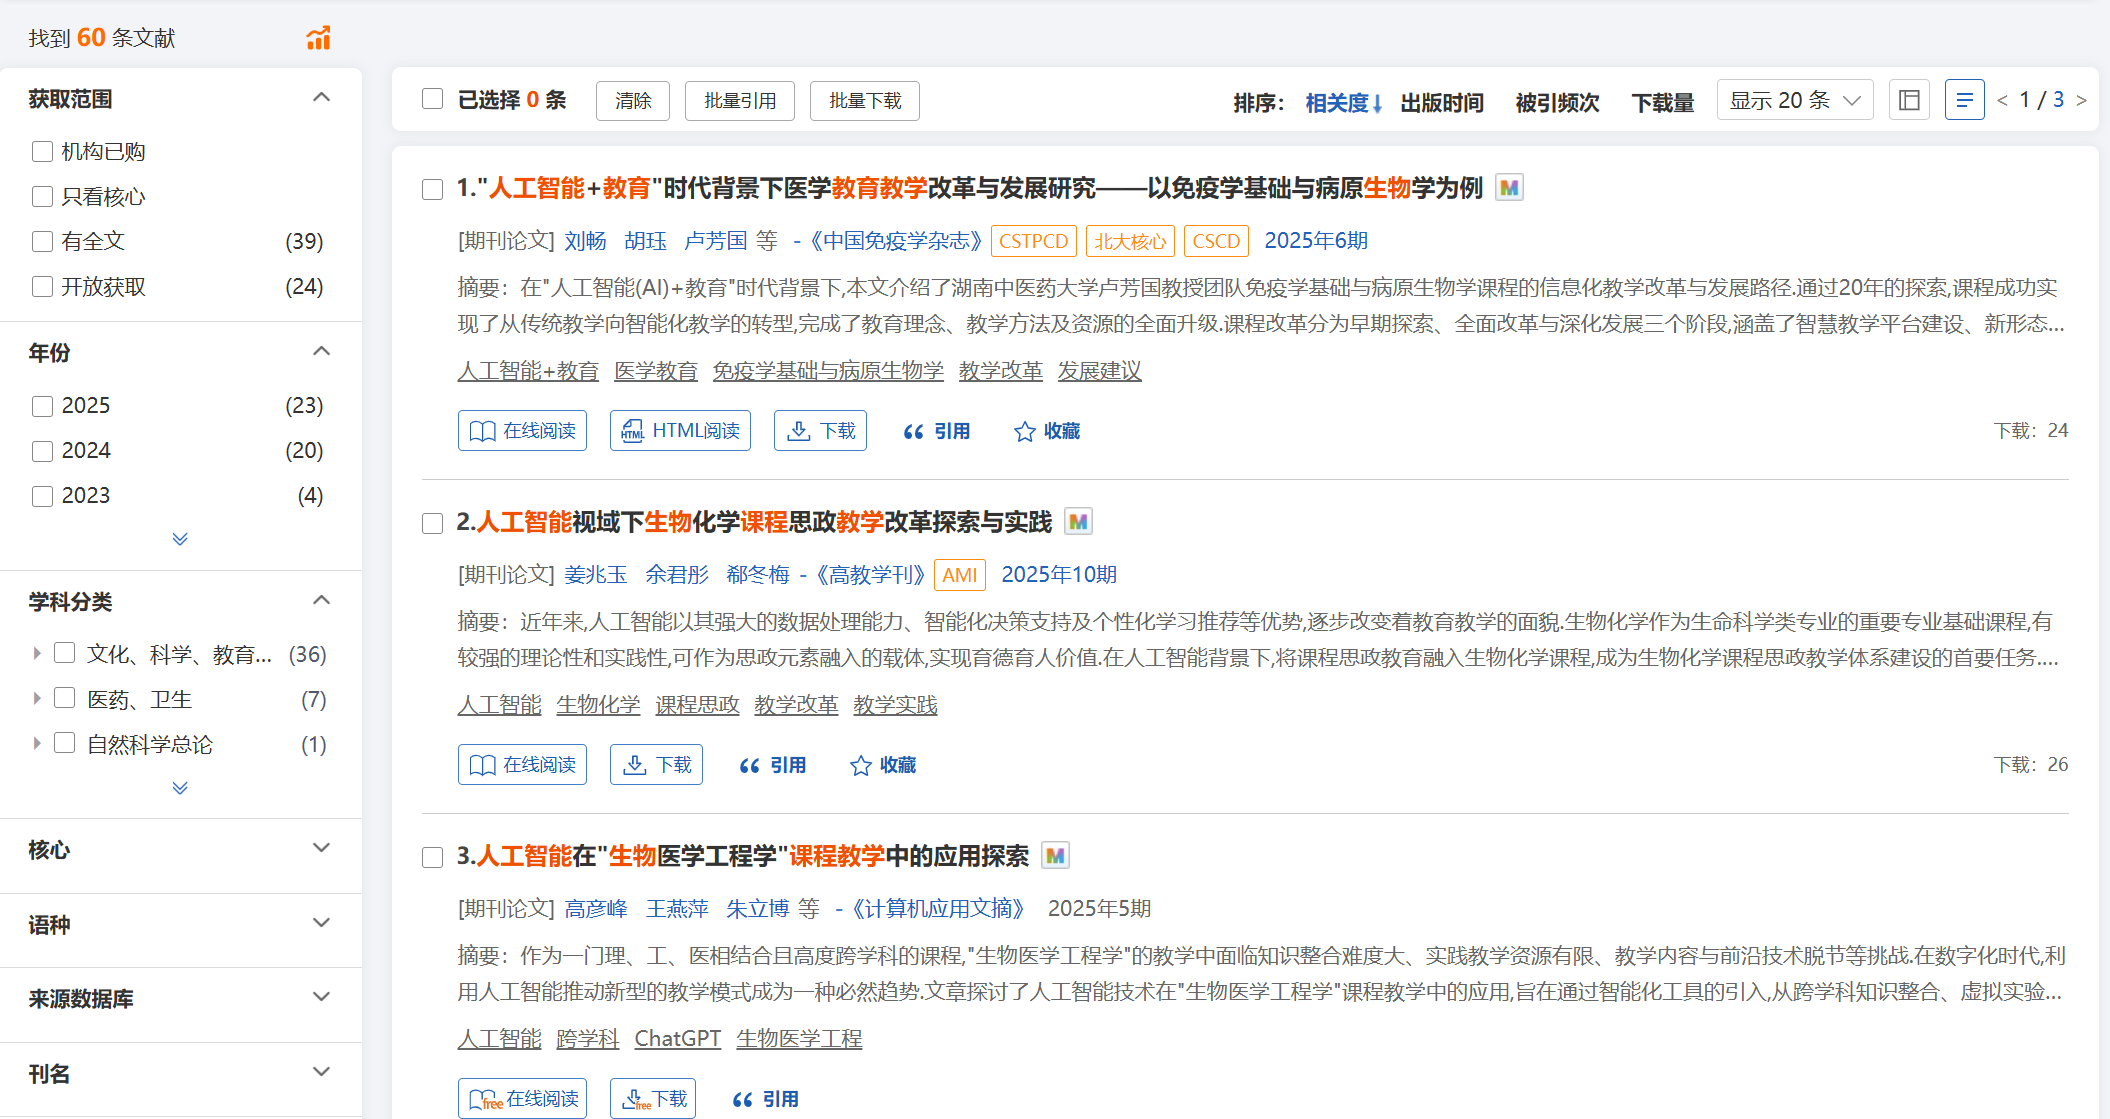 找到 60 条文献
获取范围
机构已购
只看核心
有全文 (39)
开放获取 (24)
年份
2025 (23)
2024 (20)
2023 (4)
学科分类
文化、科学、教育... (36)
医药、卫生 (7)
自然科学总论 (1)
核心
语种
来源数据库
刊名
已选择 0 条 清除 批量引用 批量下载 排序： 相关度↓ 出版时间 被引频次 下载量 显示 20 条 < 1 / 3 >
1."人工智能+教育"时代背景下医学教育教学改革与发展研究——以免疫学基础与病原生物学为例 M
[期刊论文] 刘畅 胡珏 卢芳国 等 -《中国免疫学杂志》 CSTPCD 北大核心 CSCD 2025年6期
摘要：在"人工智能(AI)+教育"时代背景下,本文介绍了湖南中医药大学卢芳国教授团队免疫学基础与病原生物学课程的信息化教学改革与发展路径.通过20年的探索,课程成功实
现了从传统教学向智能化教学的转型,完成了教育理念、教学方法及资源的全面升级.课程改革分为早期探索、全面改革与深化发展三个阶段,涵盖了智慧教学平台建设、新形态...
人工智能+教育 医学教育 免疫学基础与病原生物学 教学改革 发展建议
在线阅读 HTML HTML阅读 下载 引用 收藏 下载：24
2.人工智能视域下生物化学课程思政教学改革探索与实践 M
[期刊论文] 姜兆玉 余君彤 郗冬梅 -《高教学刊》 AMI 2025年10期
摘要：近年来,人工智能以其强大的数据处理能力、智能化决策支持及个性化学习推荐等优势,逐步改变着教育教学的面貌.生物化学作为生命科学类专业的重要专业基础课程,有
较强的理论性和实践性,可作为思政元素融入的载体,实现育德育人价值.在人工智能背景下,将课程思政教育融入生物化学课程,成为生物化学课程思政教学体系建设的首要任务....
人工智能 生物化学 课程思政 教学改革 教学实践
在线阅读 下载 引用 收藏 下载：26
3.人工智能在"生物医学工程学"课程教学中的应用探索 M
[期刊论文] 高彦峰 王燕萍 朱立博 等 -《计算机应用文摘》 2025年5期
摘要：作为一门理、工、医相结合且高度跨学科的课程,"生物医学工程学"的教学中面临知识整合难度大、实践教学资源有限、教学内容与前沿技术脱节等挑战.在数字化时代,利
用人工智能推动新型的教学模式成为一种必然趋势.文章探讨了人工智能技术在"生物医学工程学"课程教学中的应用,旨在通过智能化工具的引入,从跨学科知识整合、虚拟实验...
人工智能 跨学科 ChatGPT 生物医学工程
free 在线阅读 free 下载 引用